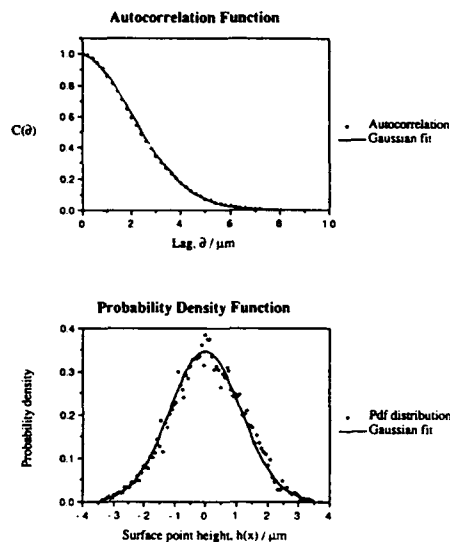 Autocorrelation Function
1.0
0.8
0.6
0.4
0.2
0.0
C(∂)
0 2 4 6 8 10
Lag, ∂ / µm
Autocorrelation
Gaussian fit
Probability Density Function
0.4
0.3
0.2
0.1
0.0
Probability density
-4 -3 -2 -1 0 1 2 3 4
Surface point height, h(x) / µm
Pdf distribution
Gaussian fit